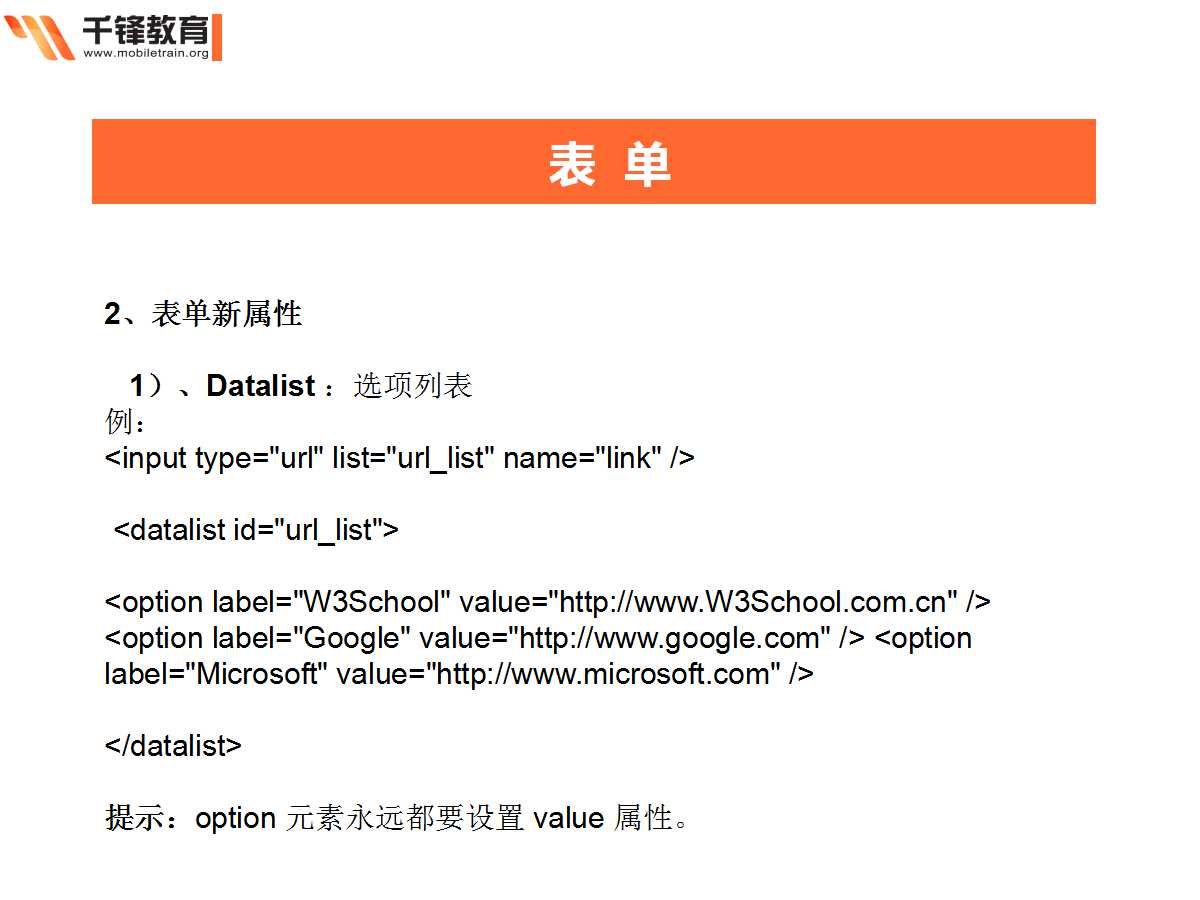 千锋教育
www.mobiletrain.org
表 单
2、表单新属性
1）、Datalist ：选项列表
例：
<input type="url" list="url_list" name="link" />
<datalist id="url_list">
<option label="W3School" value="http://www.W3School.com.cn" />
<option label="Google" value="http://www.google.com" /> <option
label="Microsoft" value="http://www.microsoft.com" />
</datalist>
提示：option 元素永远都要设置 value 属性。